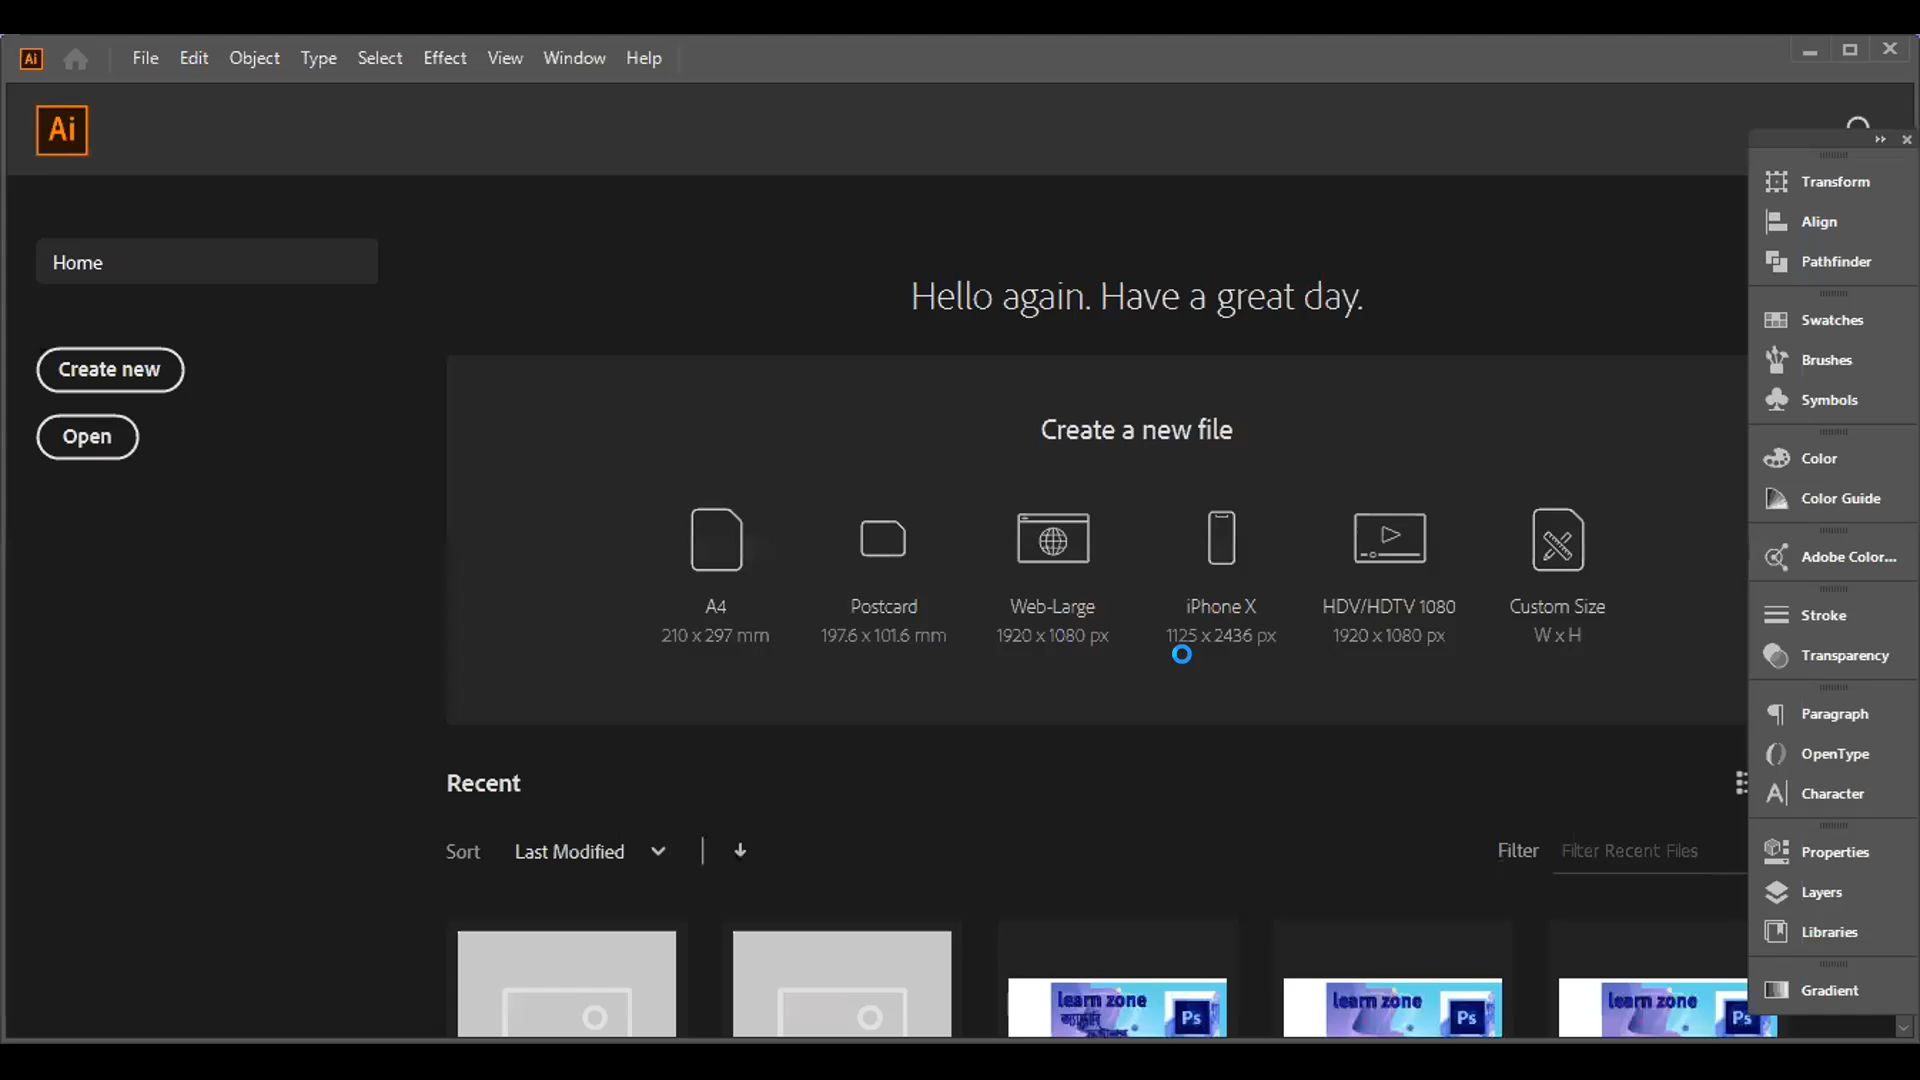 Ai File Edit Object Type Select Effect View Window Help
Ai
Home
Create new
Open
Hello again. Have a great day.
Create a new file
A4 Postcard Web-Large iPhone X HDV/HDTV 1080 Custom Size
210 x 297 mm 197.6 x 101.6 mm 1920 x 1080 px 1125 x 2436 px 1920 x 1080 px W x H
Recent
Sort Last Modified Filter Filter Recent Files
learn zone learn zone learn zone
Ps Ps Ps
Transform
Align
Pathfinder
Swatches
Brushes
Symbols
Color
Color Guide
Adobe Color...
Stroke
Transparency
Paragraph
OpenType
Character
Properties
Layers
Libraries
Gradient